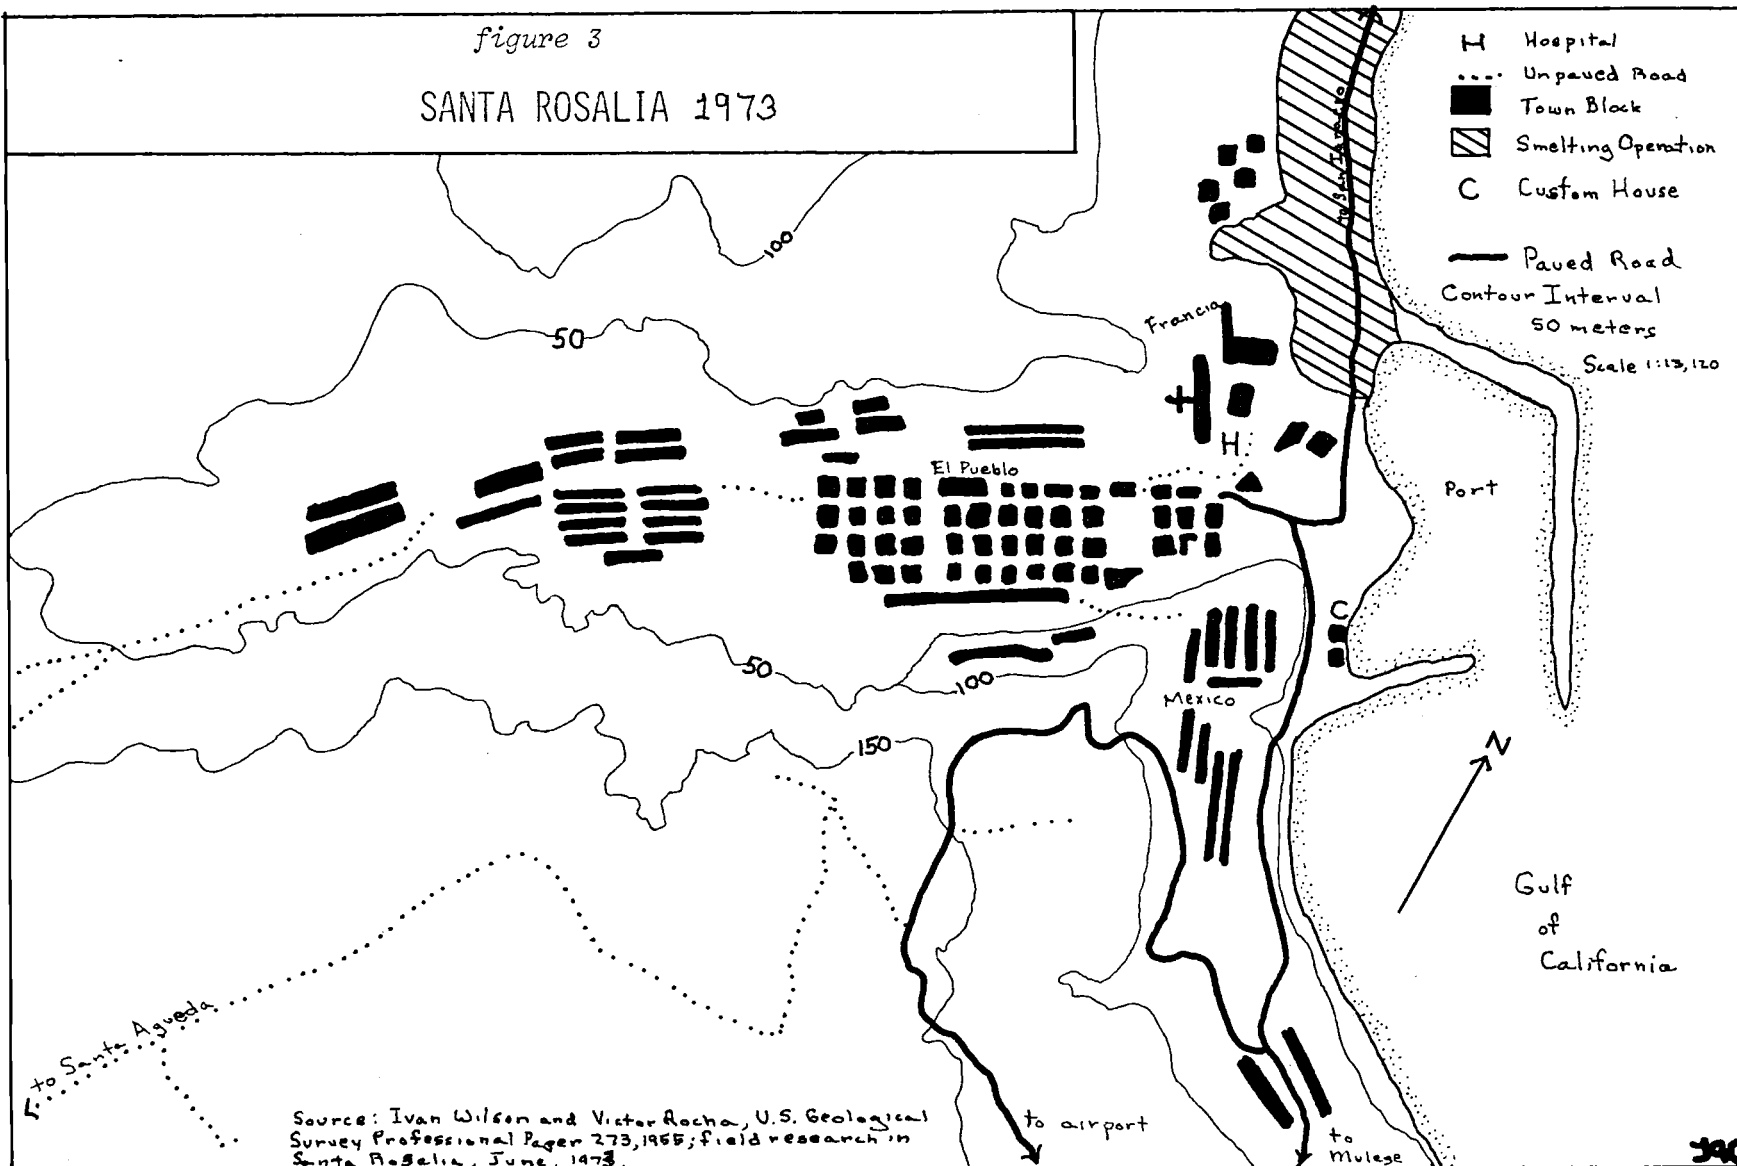 figure 3
SANTA ROSALIA 1973
H Hospital
Unpaved Road
Town Block
Smelting Operation
C Custom House
Paved Road
Contour Interval
50 meters
Scale 1:13,120
to San Ignacio
100
50
Francia
H
El Pueblo
Port
C
50
100
Mexico
150
N
Gulf
of
California
to Santa Agueda
to airport
to
Mulege
Source: Ivan Wilson and Victor Rocha, U.S. Geological
Survey Professional Paper 273, 1955; field research in
Santa Rosalia, June, 1973.